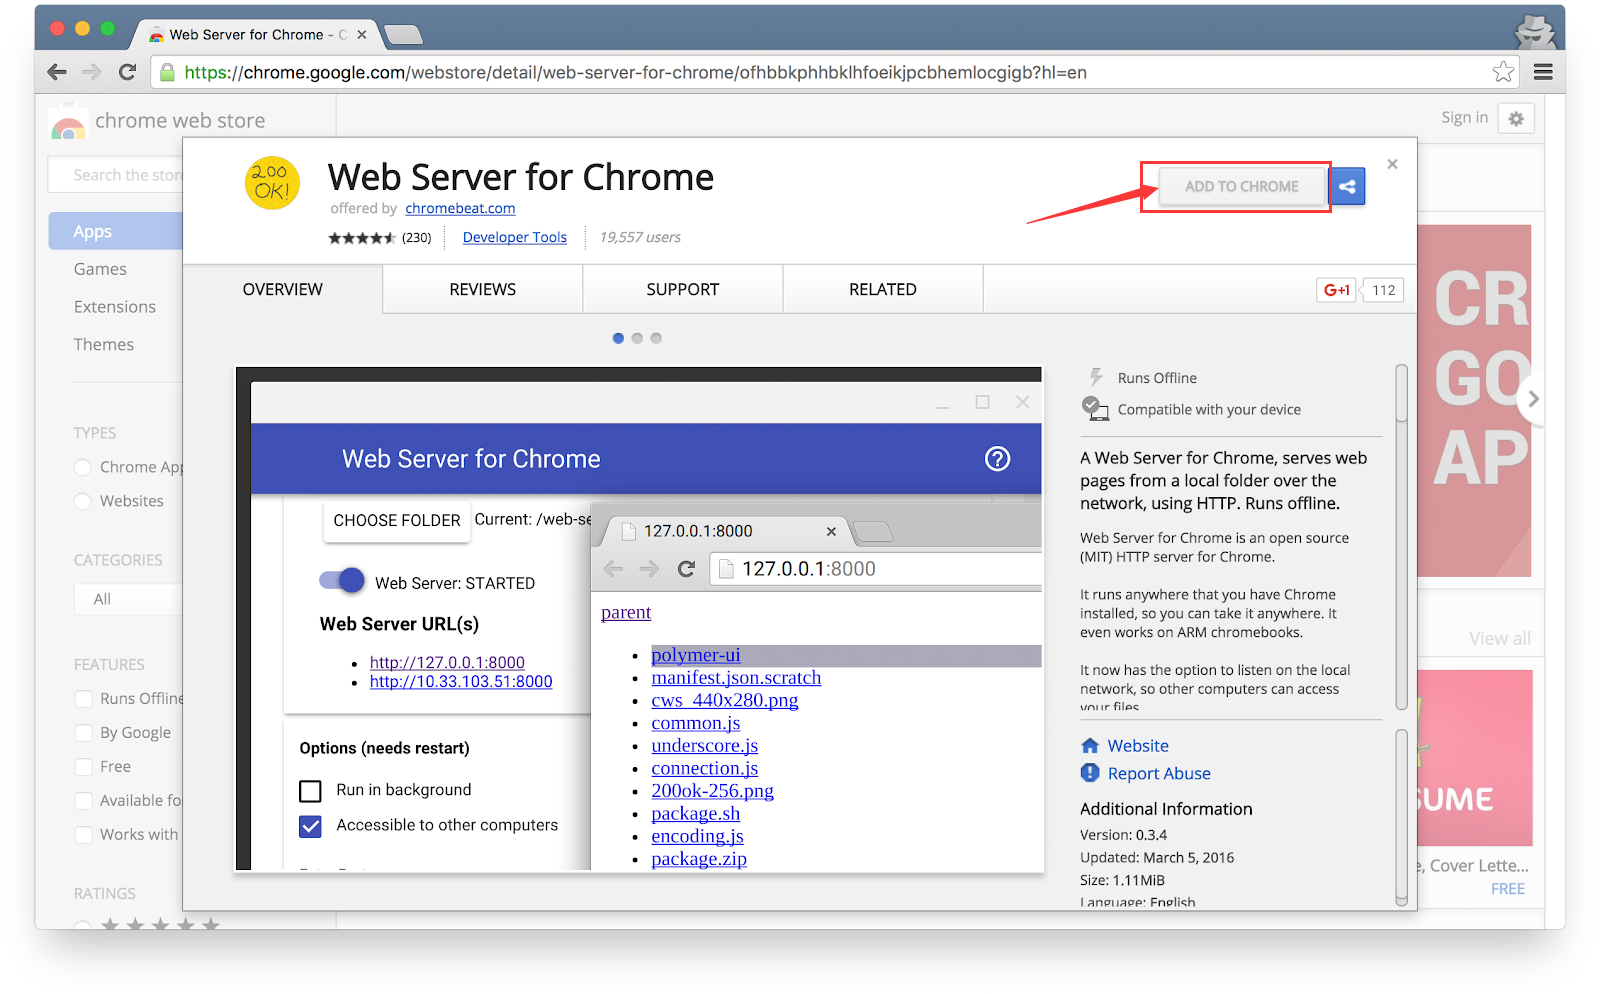 Web Server for Chrome - C
https://chrome.google.com/webstore/detail/web-server-for-chrome/ofhbbkphhbklhfoeikjpcbhemlocgigb?hl=en
chrome web store
Sign in
Search the store
Apps
Games
Extensions
Themes
TYPES
Chrome App
Websites
CATEGORIES
All
FEATURES
Runs Offline
By Google
Free
Available fo
Works with
RATINGS
200
OK!
Web Server for Chrome
offered by chromebeat.com
(230)
Developer Tools
19,557 users
ADD TO CHROME
OVERVIEW
REVIEWS
SUPPORT
RELATED
G+1
112
Web Server for Chrome
CHOOSE FOLDER
Current: /web-se
Web Server: STARTED
Web Server URL(s)
http://127.0.0.1:8000
http://10.33.103.51:8000
Options (needs restart)
Run in background
Accessible to other computers
127.0.0.1:8000
127.0.0.1:8000
parent
polymer-ui
manifest.json.scratch
cws_440x280.png
common.js
underscore.js
connection.js
200ok-256.png
package.sh
encoding.js
package.zip
Runs Offline
Compatible with your device
A Web Server for Chrome, serves web
pages from a local folder over the
network, using HTTP. Runs offline.
Web Server for Chrome is an open source
(MIT) HTTP server for Chrome.
It runs anywhere that you have Chrome
installed, so you can take it anywhere. It
even works on ARM chromebooks.
It now has the option to listen on the local
network, so other computers can access
your files
Website
Report Abuse
Additional Information
Version: 0.3.4
Updated: March 5, 2016
Size: 1.11MiB
Language: English
CR
GO
AP
View all
SUME
e, Cover Lette...
FREE